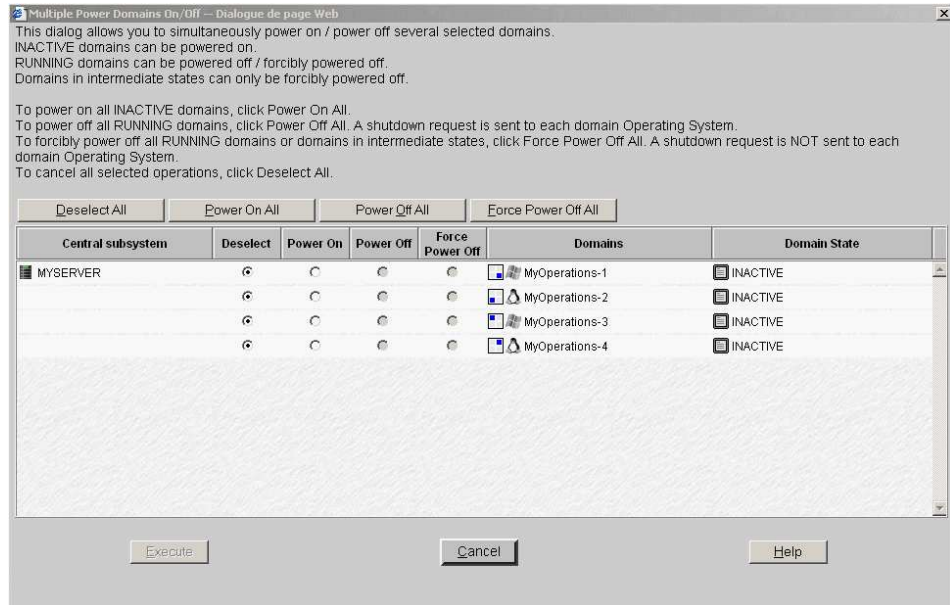 Multiple Power Domains On/Off -- Dialogue de page Web
This dialog allows you to simultaneously power on / power off several selected domains.
INACTIVE domains can be powered on.
RUNNING domains can be powered off / forcibly powered off.
Domains in intermediate states can only be forcibly powered off.
To power on all INACTIVE domains, click Power On All.
To power off all RUNNING domains, click Power Off All. A shutdown request is sent to each domain Operating System.
To forcibly power off all RUNNING domains or domains in intermediate states, click Force Power Off All. A shutdown request is NOT sent to each
domain Operating System.
To cancel all selected operations, click Deselect All.
Deselect All Power On All Power Off All Force Power Off All
Central subsystem Deselect Power On Power Off Force Power Off Domains Domain State
MYSERVER MyOperations-1 INACTIVE
MyOperations-2 INACTIVE
MyOperations-3 INACTIVE
MyOperations-4 INACTIVE
Execute Cancel Help